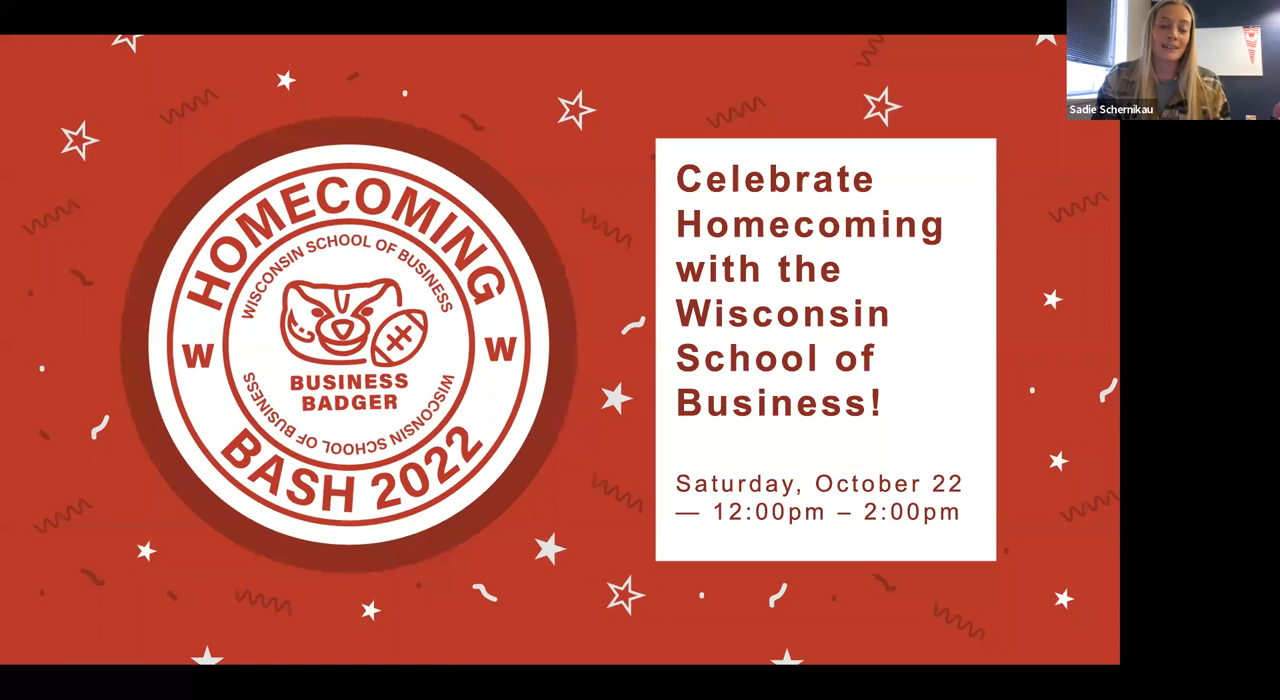 HOMECOMING
WISCONSIN SCHOOL OF BUSINESS
W
W
BUSINESS
BADGER
WISCONSIN SCHOOL OF BUSINESS
BASH 2022
Celebrate
Homecoming
with the
Wisconsin
School of
Business!
Saturday, October 22
— 12:00pm – 2:00pm
W
Sadie Schernikau